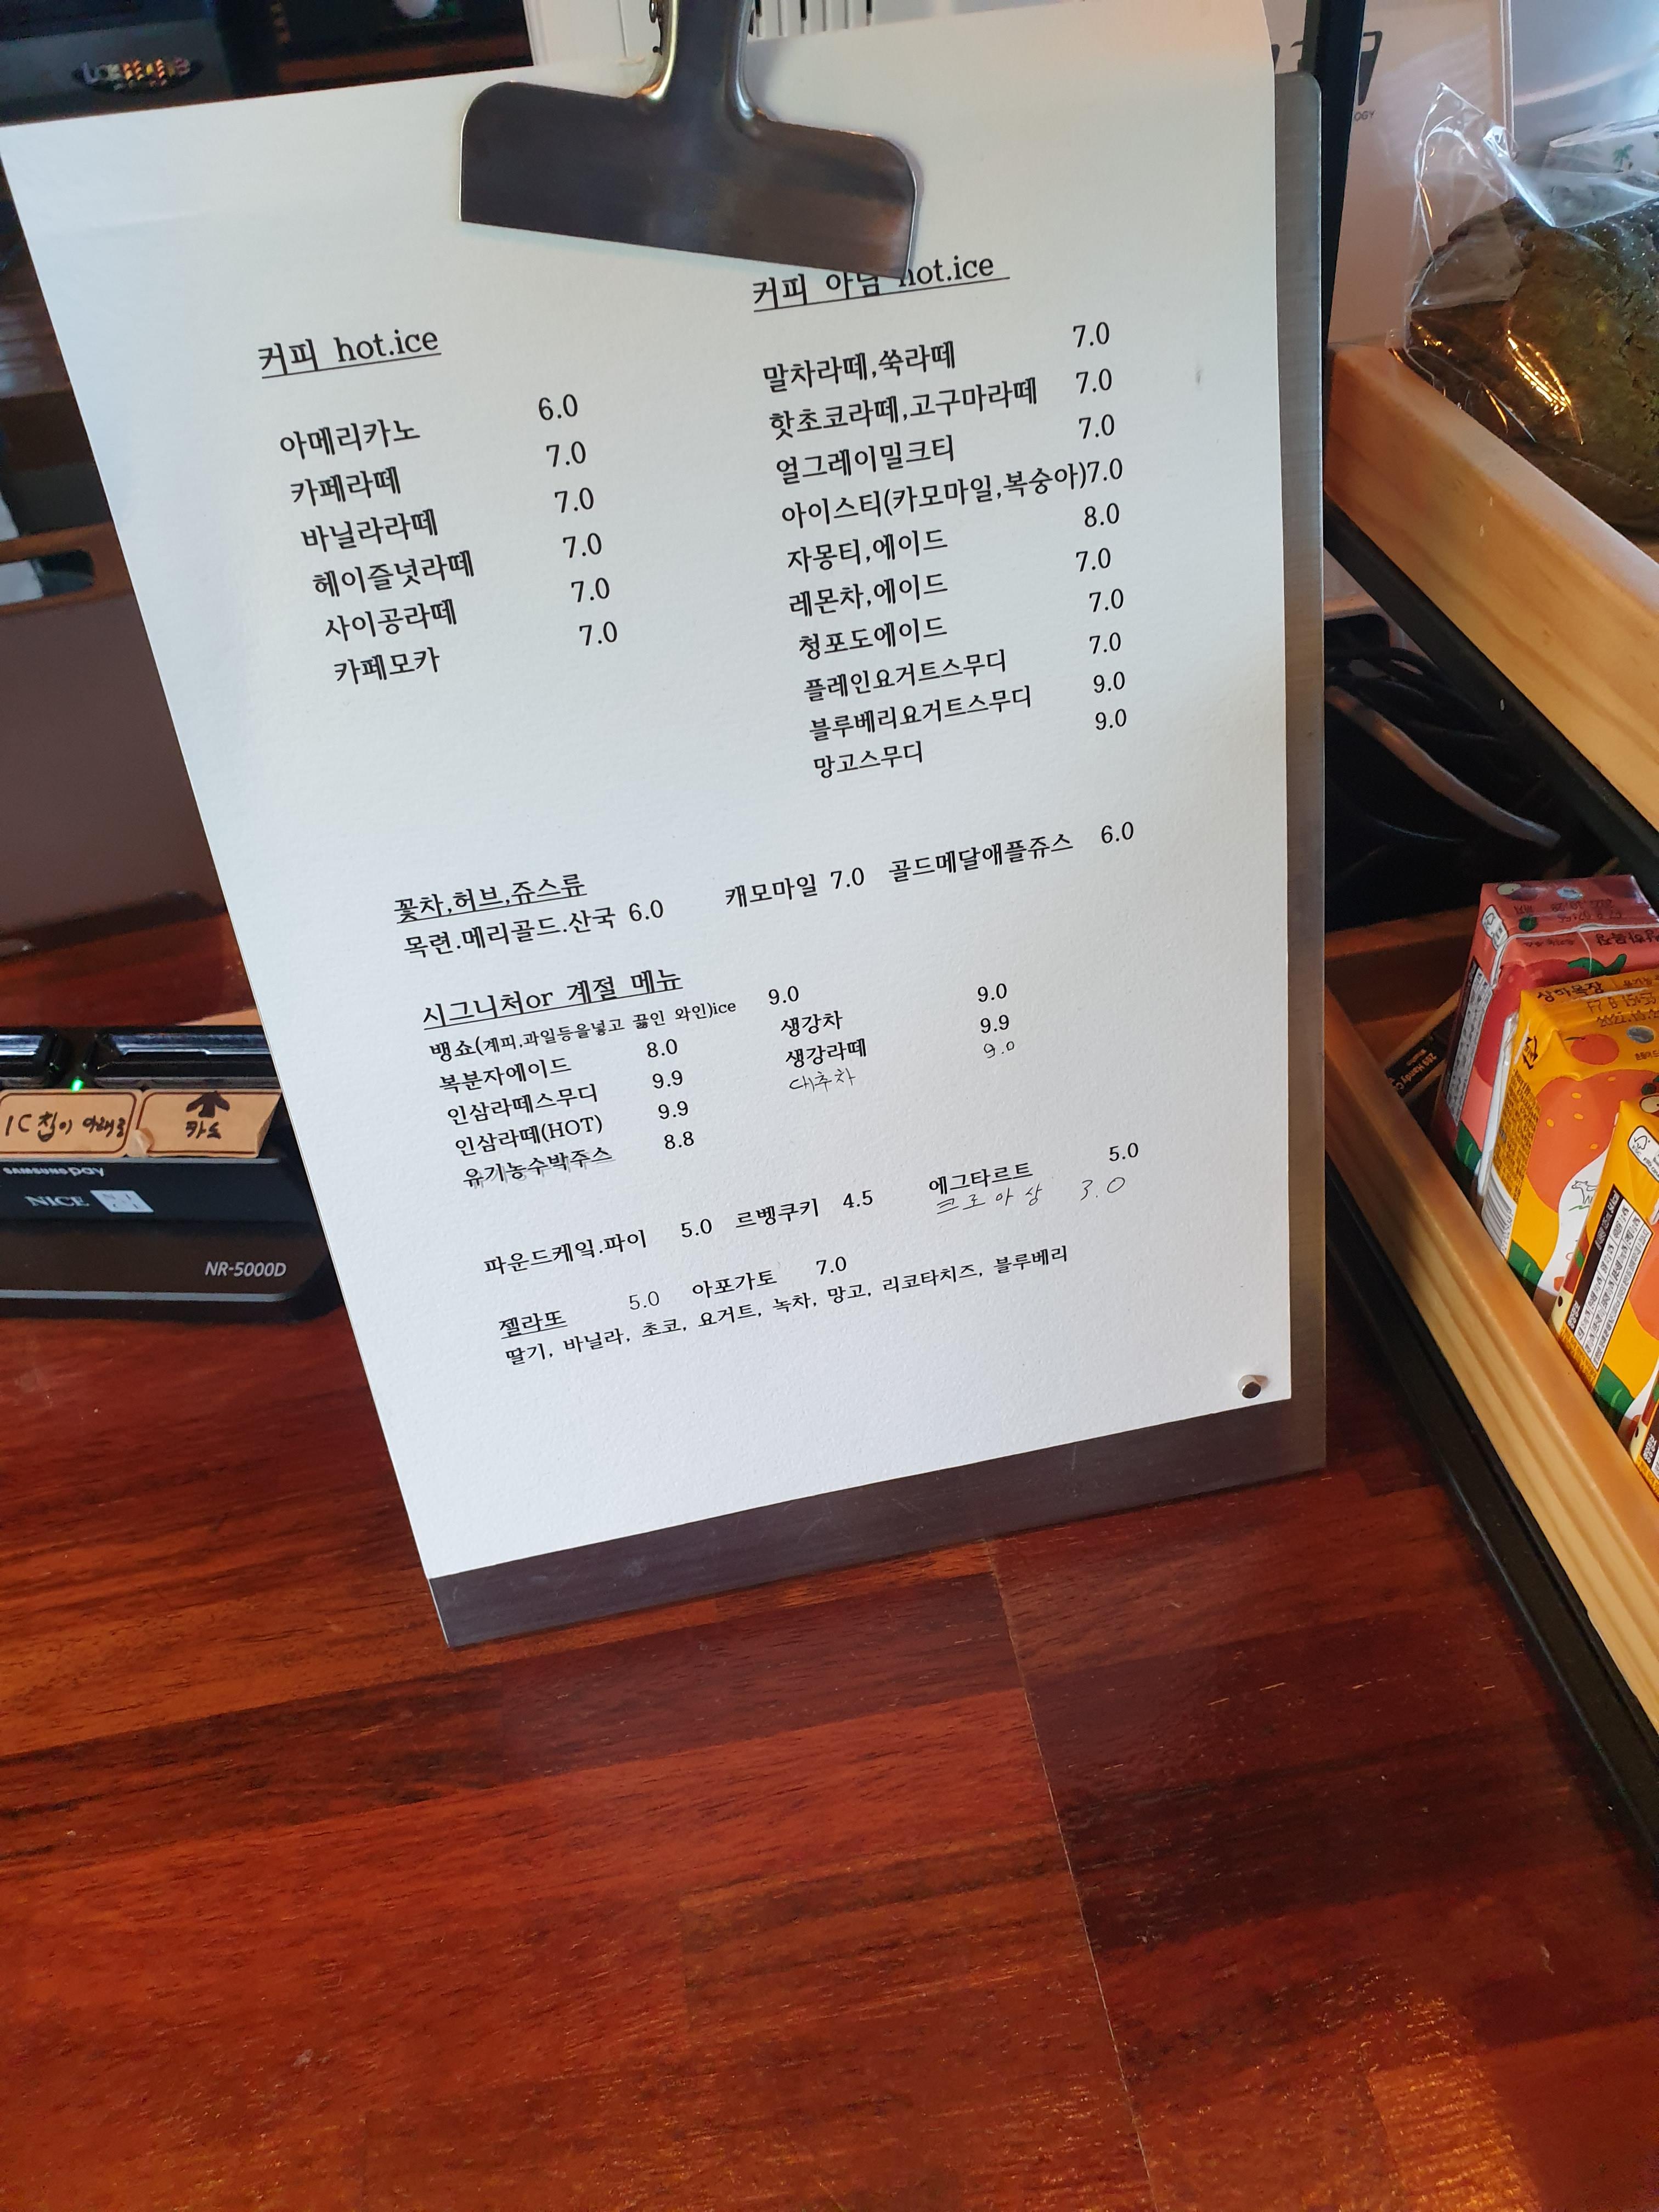 커피 hot.ice
아메리카노 6.0
카페라떼 7.0
바닐라라떼 7.0
헤이즐넛라떼 7.0
사이공라떼 7.0
카페모카 7.0
커피 아님 hot.ice
말차라떼,쑥라떼 7.0
핫초코라떼,고구마라떼 7.0
얼그레이밀크티 7.0
아이스티(카모마일,복숭아)7.0
자몽티,에이드 8.0
레몬차,에이드 7.0
청포도에이드 7.0
플레인요거트스무디 7.0
블루베리요거트스무디 9.0
망고스무디 9.0
꽃차,허브,쥬스류
목련.메리골드.산국 6.0 캐모마일 7.0 골드메달애플쥬스 6.0
시그니처or 계절 메뉴
뱅쇼(계피,과일등을넣고 끓인 와인)ice 9.0
복분자에이드 8.0
인삼라떼스무디 9.9
인삼라떼(HOT) 9.9
유기농수박주스 8.8
생강차 9.0
생강라떼 9.9
대추차 9.0
파운드케잌.파이 5.0 르벵쿠키 4.5 에그타르트 5.0
크로아상 3.0
젤라또 5.0 아포가토 7.0
딸기, 바닐라, 초코, 요거트, 녹차, 망고, 리코타치즈, 블루베리
IC칩이 아래로
카드
SAMSUNG pay
NICE
NR-5000D
상하목장